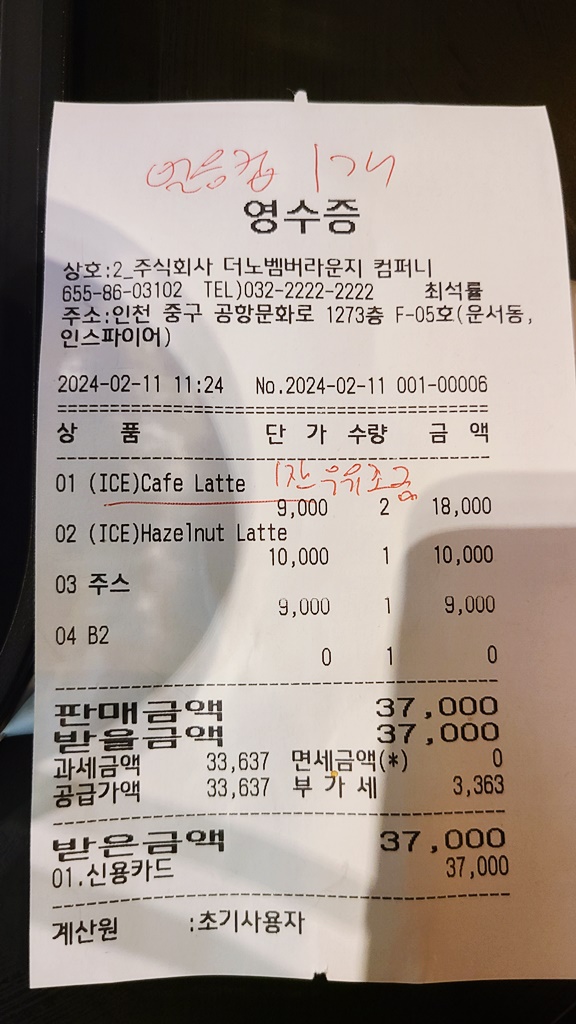 얼음컵 1개
영수증
상호:2_주식회사 더노벰버라운지 컴퍼니
655-86-03102 TEL)032-2222-2222 최석률
주소:인천 중구 공항문화로 1273층 F-05호(운서동,
인스파이어)
2024-02-11 11:24 No.2024-02-11 001-00006
상 품 단 가 수량 금 액
01 (ICE)Cafe Latte 1잔 우유조금
9,000 2 18,000
02 (ICE)Hazelnut Latte
10,000 1 10,000
03 주스
9,000 1 9,000
04 B2
0 1 0
판매금액 37,000
받을금액 37,000
과세금액 33,637 면세금액(*) 0
공급가액 33,637 부 가 세 3,363
받은금액 37,000
01.신용카드 37,000
계산원 :초기사용자